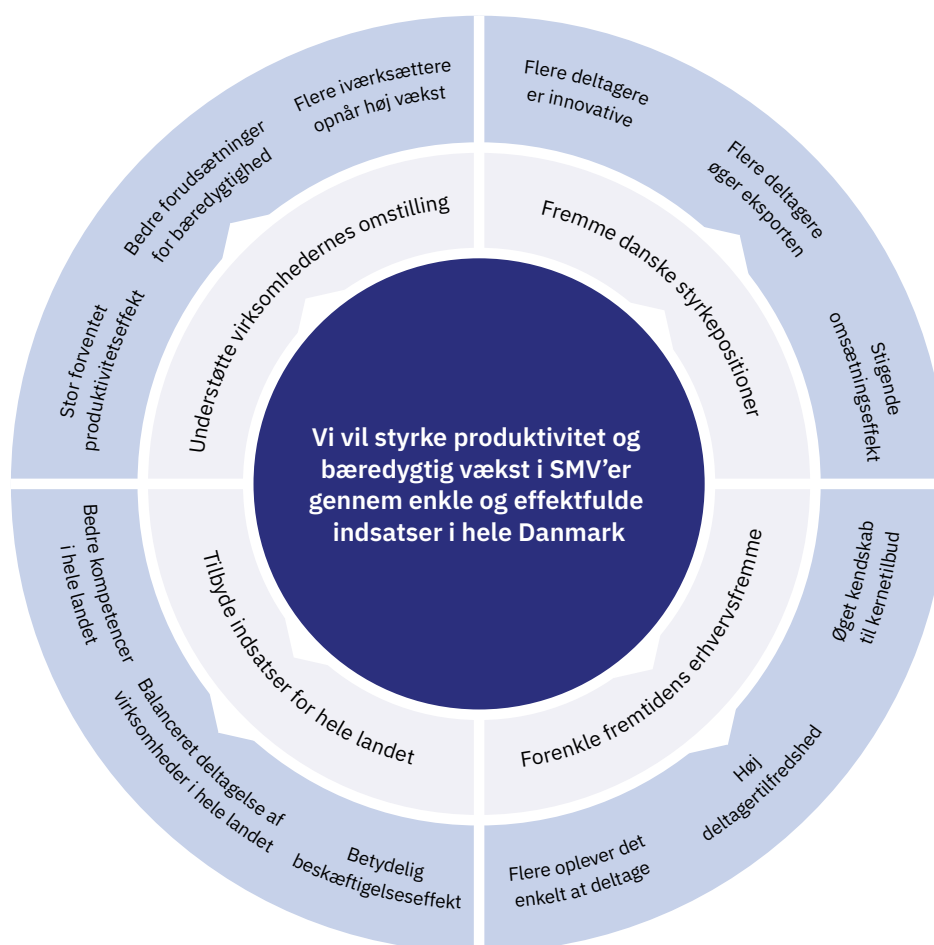 Vi vil styrke produktivitet og
bæredygtig vækst i SMV’er
gennem enkle og effektfulde
indsatser i hele Danmark
Understøtte virksomhedernes omstilling
Stor forventet
produktivitetseffekt
Bedre forudsætninger
for bæredygtighed
Flere iværksættere
opnår høj vækst
Fremme danske styrkepositioner
Flere deltagere
er innovative
Flere deltagere
øger eksporten
Stigende
omsætningseffekt
Forenkle fremtidens erhvervsfremme
Øget kendskab
til kernetilbud
Høj
deltagertilfredshed
Flere oplever det
enkelt at deltage
Tilbyde indsatser for hele landet
Bedre kompetencer
i hele landet
Balanceret deltagelse af
virksomheder i hele landet
Betydelig
beskæftigelseseffekt